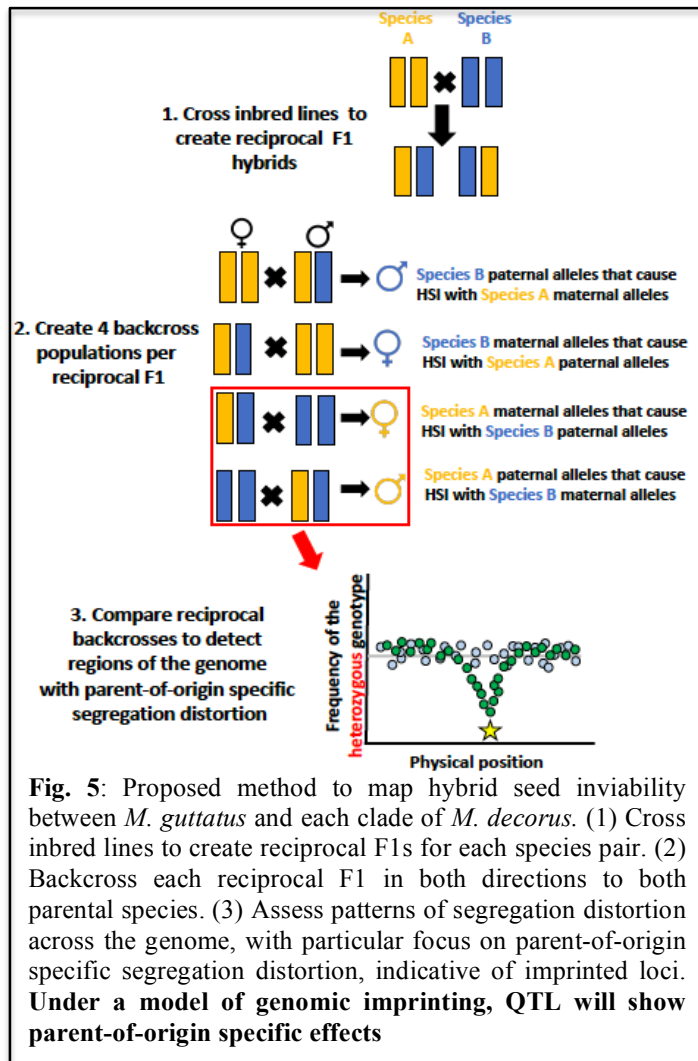 Species A
Species B
1. Cross inbred lines to
create reciprocal F1
hybrids
♀ ♂
2. Create 4 backcross
populations per
reciprocal F1
♂ Species B paternal alleles that cause
HSI with Species A maternal alleles
♀ Species B maternal alleles that cause
HSI with Species A paternal alleles
♀ Species A maternal alleles that cause
HSI with Species B paternal alleles
♂ Species A paternal alleles that cause
HSI with Species B maternal alleles
3. Compare reciprocal
backcrosses to detect
regions of the genome
with parent-of-origin specific
segregation distortion
Frequency of the
heterozygous genotype
Physical position
Fig. 5: Proposed method to map hybrid seed inviability
between M. guttatus and each clade of M. decorus. (1) Cross
inbred lines to create reciprocal F1s for each species pair. (2)
Backcross each reciprocal F1 in both directions to both
parental species. (3) Assess patterns of segregation distortion
across the genome, with particular focus on parent-of-origin
specific segregation distortion, indicative of imprinted loci.
Under a model of genomic imprinting, QTL will show
parent-of-origin specific effects